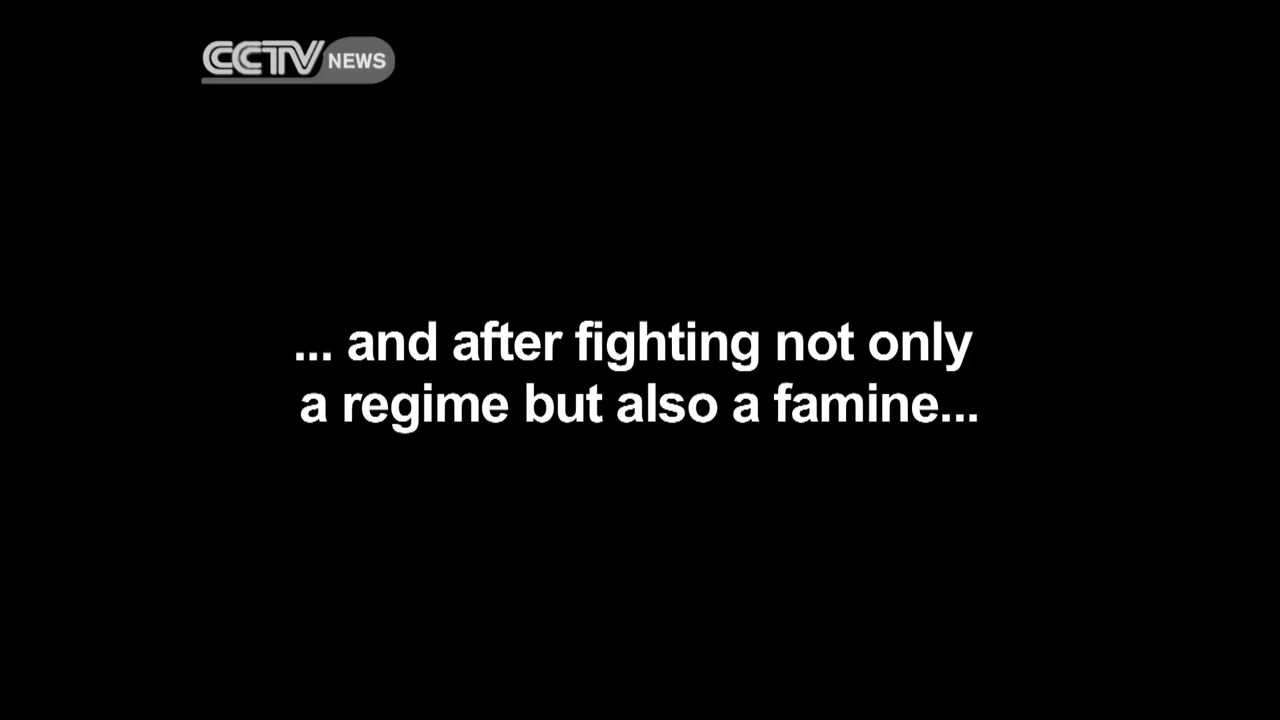 CCTV NEWS
... and after fighting not only
a regime but also a famine...